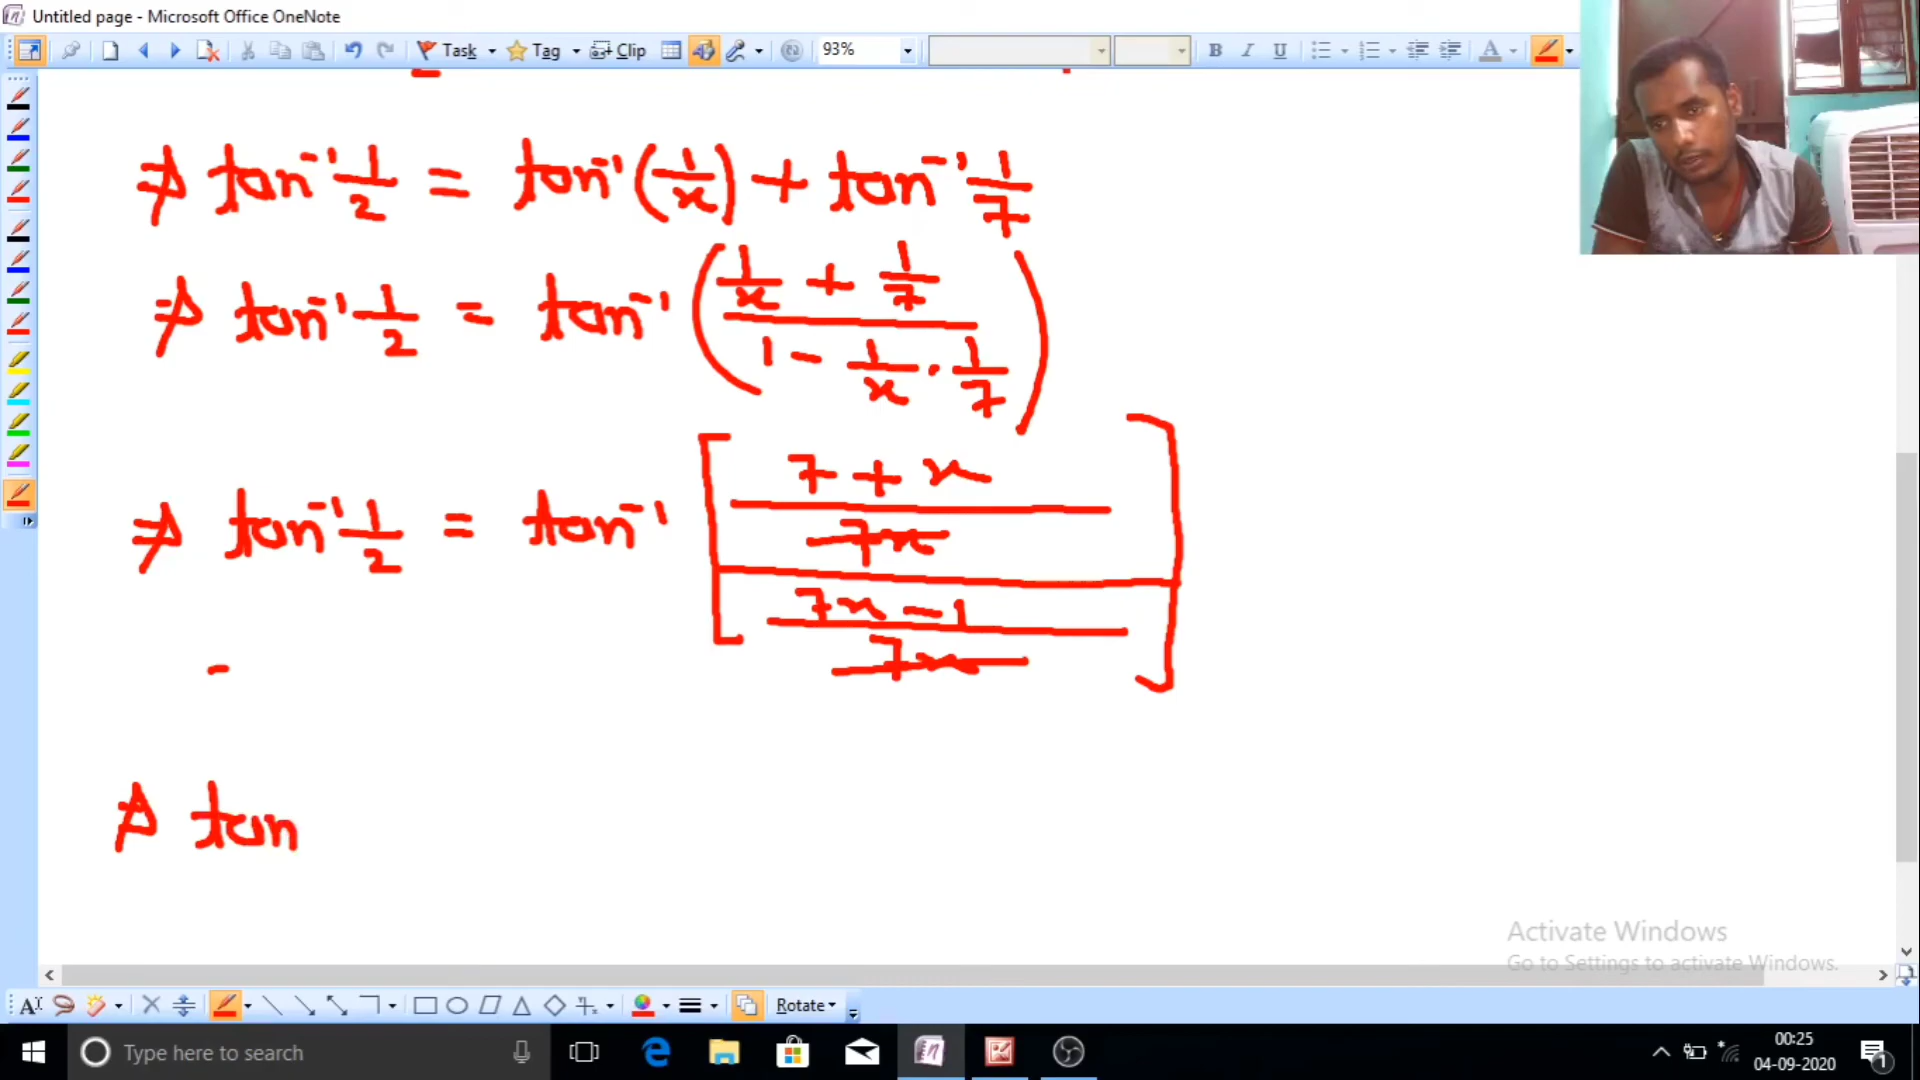 Untitled page - Microsoft Office OneNote
Task Tag Clip 93% B I U A
⇒ tan⁻¹ 1/2 = tan⁻¹ (1/x) + tan⁻¹ 1/7
⇒ tan⁻¹ 1/2 = tan⁻¹ ((1/x + 1/7)/(1 - 1/x · 1/7))
⇒ tan⁻¹ 1/2 = tan⁻¹ [((7 + x)/7x)/((7x - 1)/7x)]
-
⇒ tan
Activate Windows
Go to Settings to activate Windows.
Rotate
Type here to search
00:25
04-09-2020
1